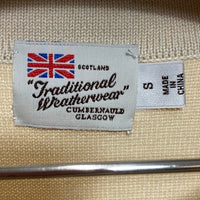 SCOTLAND
"Traditional
Weatherwear"
CUMBERNAULD
GLASGOW
S
MADE
IN
CHINA